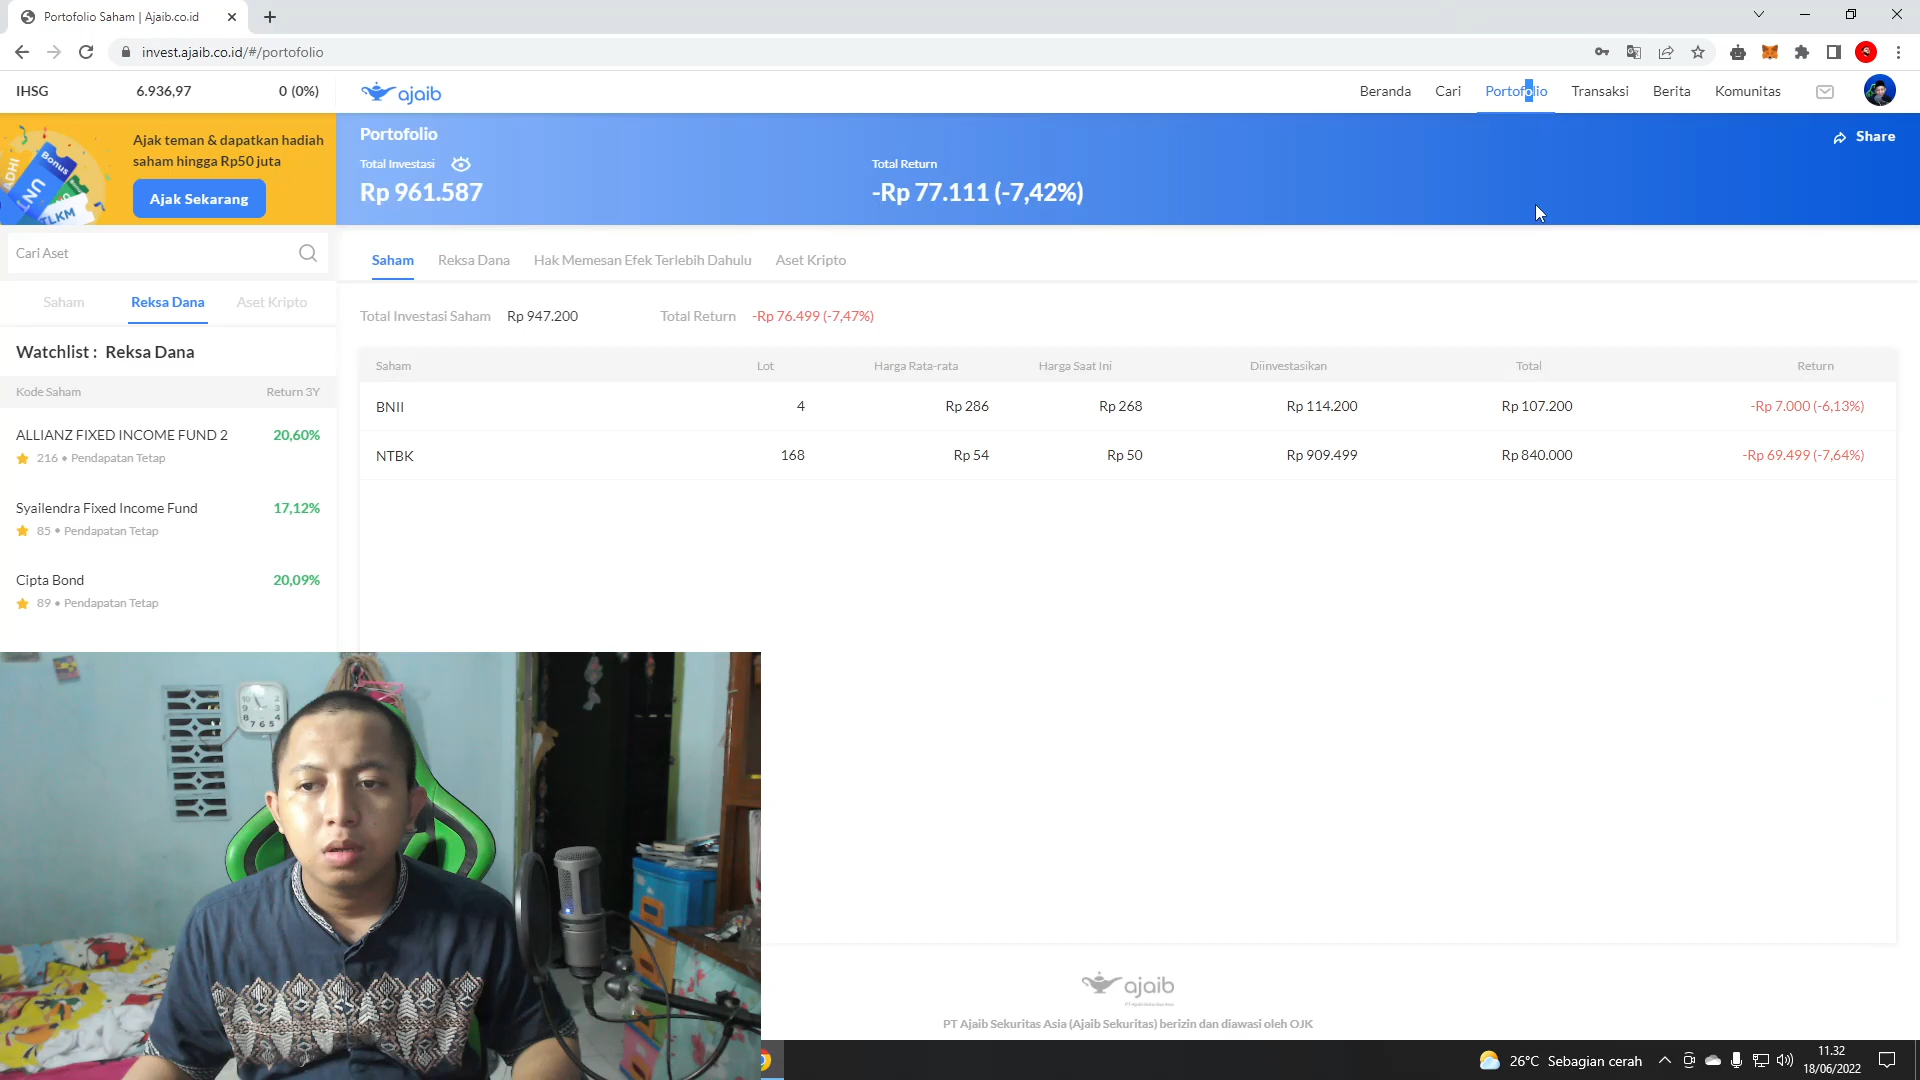 Portofolio Saham | Ajaib.co.id
invest.ajaib.co.id/#/portofolio
IHSG 6.936,97 0 (0%)
ajaib
Beranda Cari Portofolio Transaksi Berita Komunitas
Ajak teman & dapatkan hadiah
saham hingga Rp50 juta
Ajak Sekarang
ADHI
Bonus
UNT
TLKM
Portofolio
Share
Total Investasi
Rp 961.587
Total Return
-Rp 77.111 (-7,42%)
Cari Aset
Saham Reksa Dana Aset Kripto
Watchlist : Reksa Dana
Kode Saham Return 3Y
ALLIANZ FIXED INCOME FUND 2 20,60%
216 • Pendapatan Tetap
Syailendra Fixed Income Fund 17,12%
85 • Pendapatan Tetap
Cipta Bond 20,09%
89 • Pendapatan Tetap
Saham Reksa Dana Hak Memesan Efek Terlebih Dahulu Aset Kripto
Total Investasi Saham Rp 947.200 Total Return -Rp 76.499 (-7,47%)
Saham Lot Harga Rata-rata Harga Saat Ini Diinvestasikan Total Return
BNII 4 Rp 286 Rp 268 Rp 114.200 Rp 107.200 -Rp 7.000 (-6,13%)
NTBK 168 Rp 54 Rp 50 Rp 909.499 Rp 840.000 -Rp 69.499 (-7,64%)
ajaib
PT Ajaib Sekuritas Asia (Ajaib Sekuritas) berizin dan diawasi oleh OJK
26°C Sebagian cerah
11.32
18/06/2022